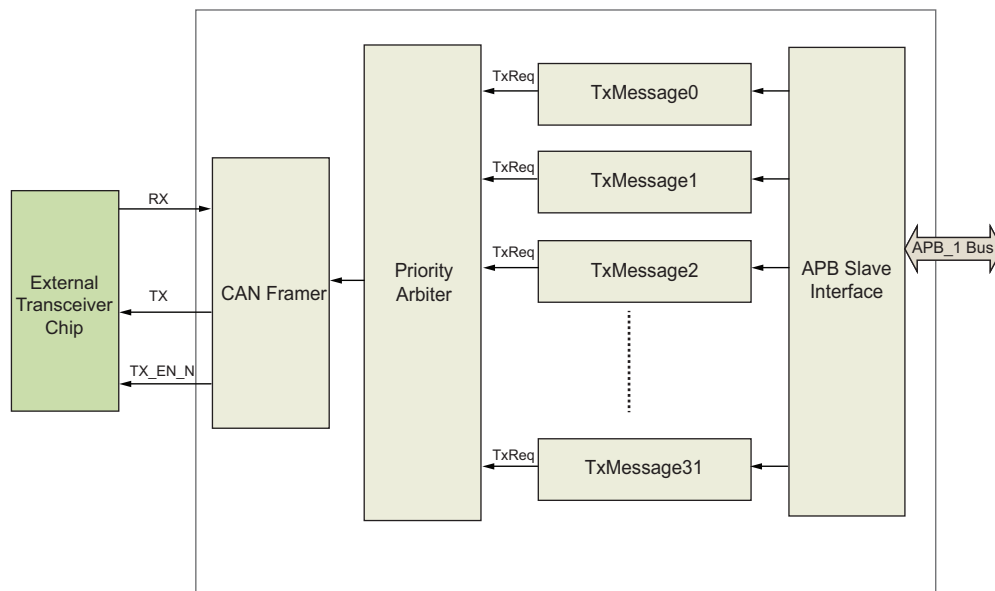 TxReq
TxMessage0
TxReq
TxMessage1
RX
TxReq
TxMessage2
APB_1 Bus
External
Transceiver
Chip
CAN Framer
Priority
Arbiter
APB Slave
Interface
TX
TX_EN_N
TxReq
TxMessage31